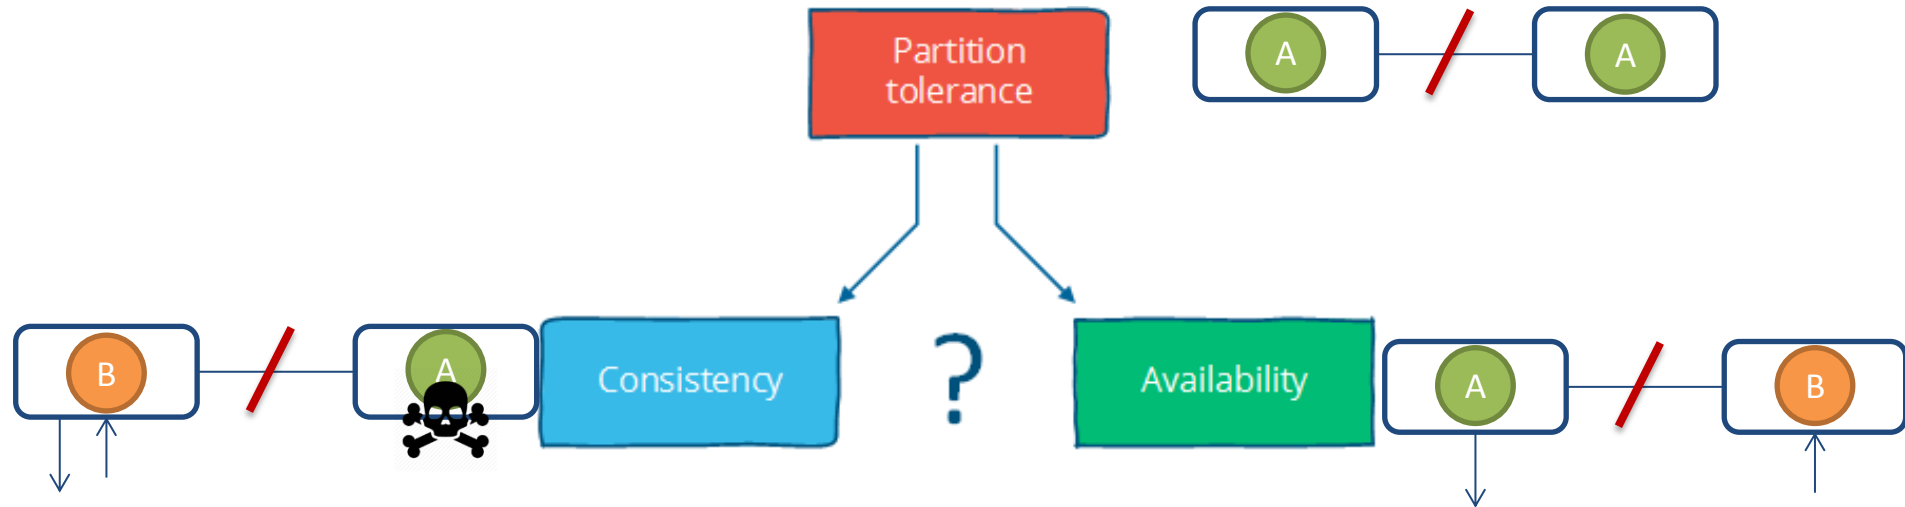 Partition
tolerance
A
A
B
A
Consistency
?
Availability
A
B